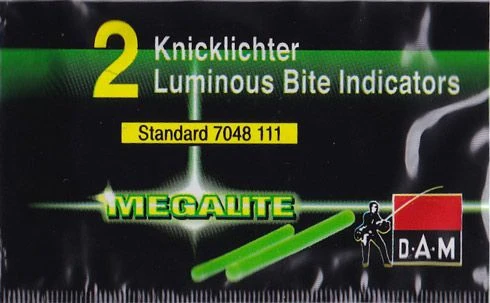 2 Knicklichter
Luminous Bite Indicators
Standard 7048 111
MEGALITE
D·A·M